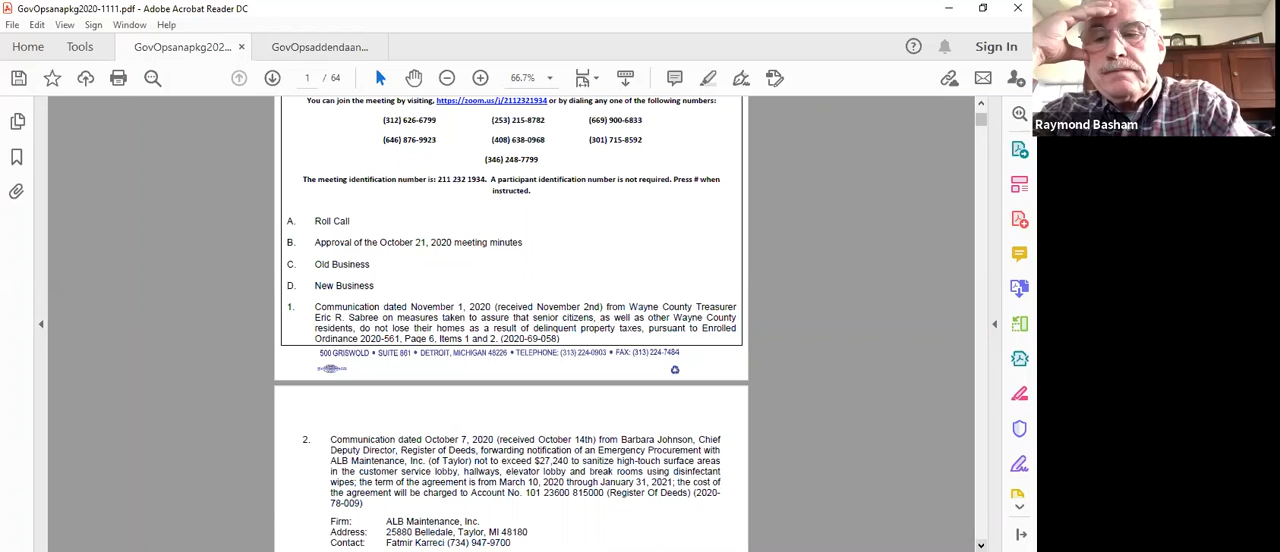 GovOpsanapkg2020-1111.pdf - Adobe Acrobat Reader DC
File Edit View Sign Window Help
Home Tools GovOpsanapkg202... × GovOpsaddendaan... Sign In
1 / 64 66.7%
You can join the meeting by visiting, https://zoom.us/j/2112321934 or by dialing any one of the following numbers:
(312) 626-6799 (253) 215-8782 (669) 900-6833
(646) 876-9923 (408) 638-0968 (301) 715-8592
(346) 248-7799
The meeting identification number is: 211 232 1934. A participant identification number is not required. Press # when
instructed.
A. Roll Call
B. Approval of the October 21, 2020 meeting minutes
C. Old Business
D. New Business
1. Communication dated November 1, 2020 (received November 2nd) from Wayne County Treasurer
Eric R. Sabree on measures taken to assure that senior citizens, as well as other Wayne County
residents, do not lose their homes as a result of delinquent property taxes, pursuant to Enrolled
Ordinance 2020-561, Page 6, Items 1 and 2. (2020-69-058)
500 GRISWOLD • SUITE 861 • DETROIT, MICHIGAN 48226 • TELEPHONE: (313) 224-0903 • FAX: (313) 224-7484
2. Communication dated October 7, 2020 (received October 14th) from Barbara Johnson, Chief
Deputy Director, Register of Deeds, forwarding notification of an Emergency Procurement with
ALB Maintenance, Inc. (of Taylor) not to exceed $27,240 to sanitize high-touch surface areas
in the customer service lobby, hallways, elevator lobby and break rooms using disinfectant
wipes; the term of the agreement is from March 10, 2020 through January 31, 2021; the cost of
the agreement will be charged to Account No. 101 23600 815000 (Register Of Deeds) (2020-
78-009)
Firm: ALB Maintenance, Inc.
Address: 25880 Belledale, Taylor, MI 48180
Contact: Fatmir Karreci (734) 947-9700
Raymond Basham